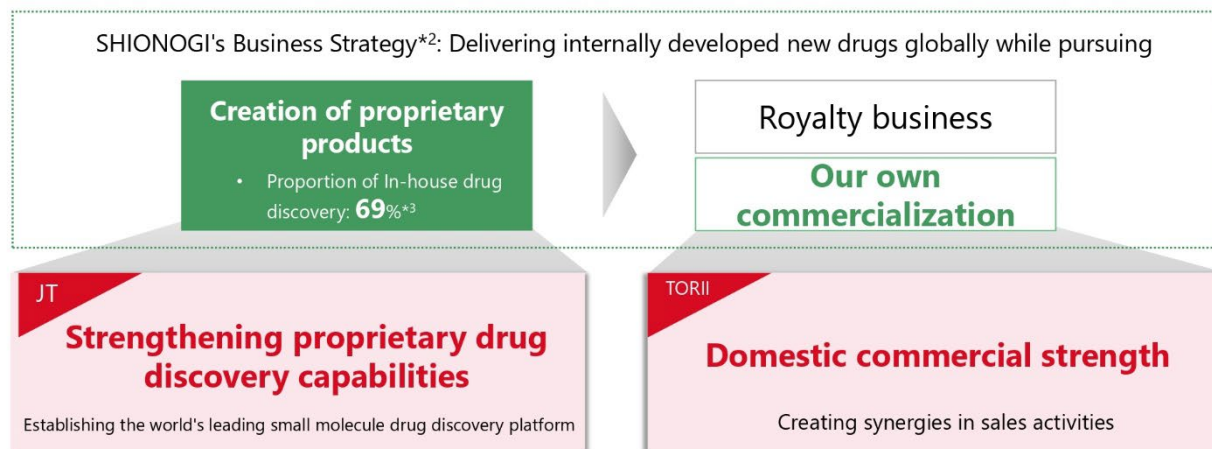 SHIONOGI's Business Strategy*2: Delivering internally developed new drugs globally while pursuing
Creation of proprietary
products
• Proportion of In-house drug
discovery: 69%*3
Royalty business
Our own
commercialization
JT
Strengthening proprietary drug
discovery capabilities
Establishing the world's leading small molecule drug discovery platform
TORII
Domestic commercial strength
Creating synergies in sales activities